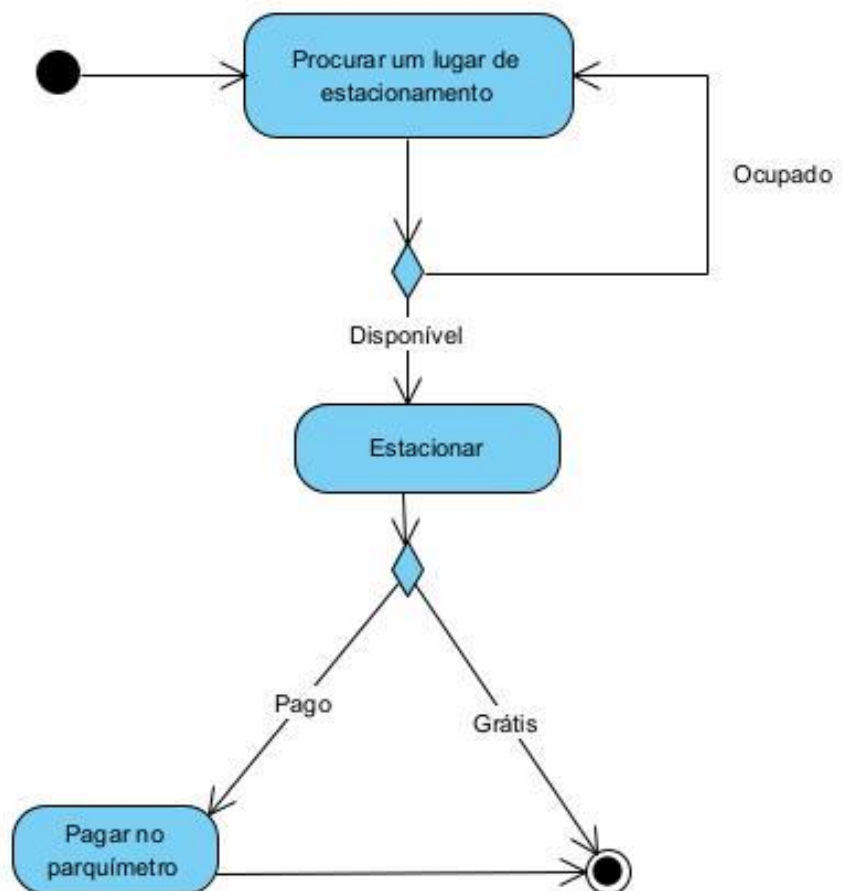 Procurar um lugar de
estacionamento
Ocupado
Disponível
Estacionar
Pago
Grátis
Pagar no
parquímetro